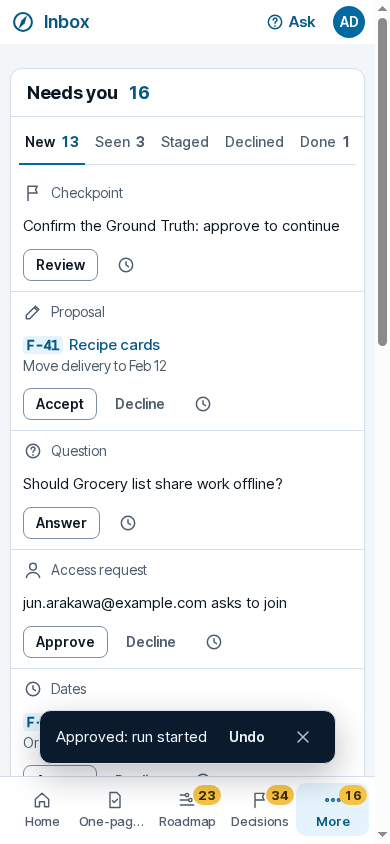 Inbox
Ask
AD
Needs you 16
New 13 Seen 3 Staged Declined Done 1
Checkpoint
Confirm the Ground Truth: approve to continue
Review
Proposal
F-41 Recipe cards
Move delivery to Feb 12
Accept Decline
Question
Should Grocery list share work offline?
Answer
Access request
jun.arakawa@example.com asks to join
Approve Decline
Dates
Approved: run started Undo
23 34 16
Home One-pag… Roadmap Decisions More